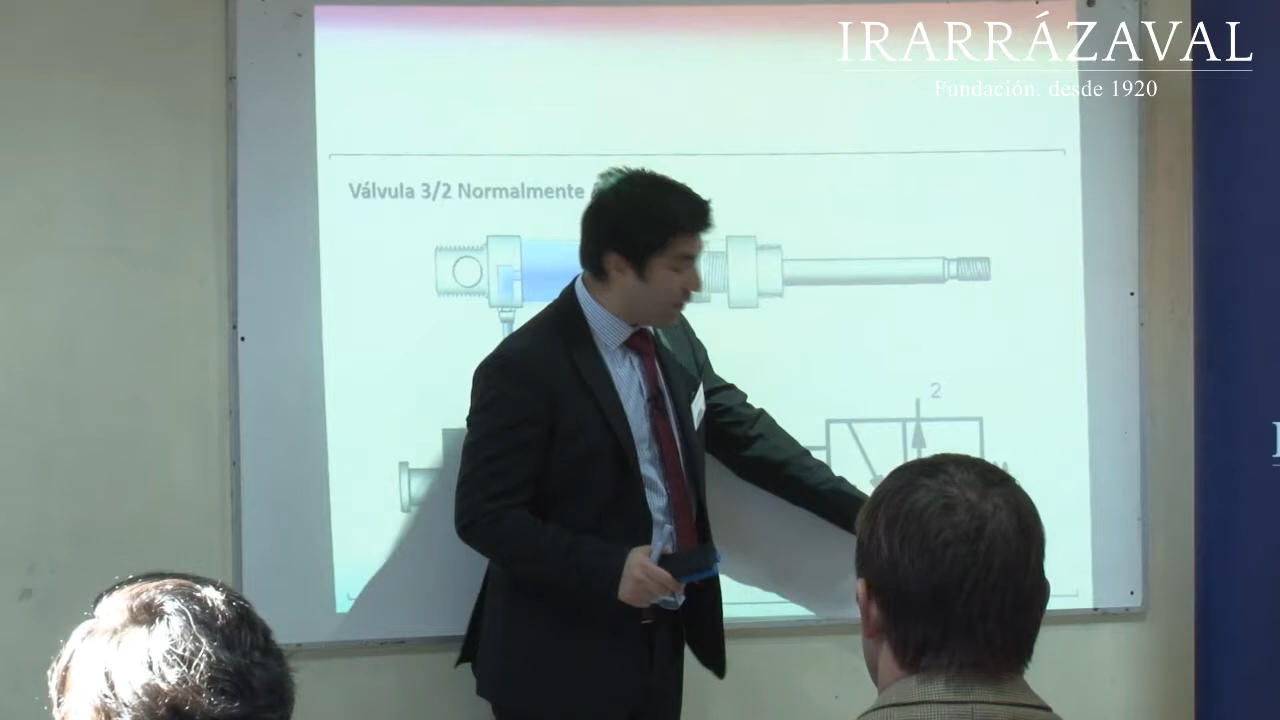 IRARRÁZAVAL
Fundación. desde 1920
Válvula 3/2 Normalmente
2